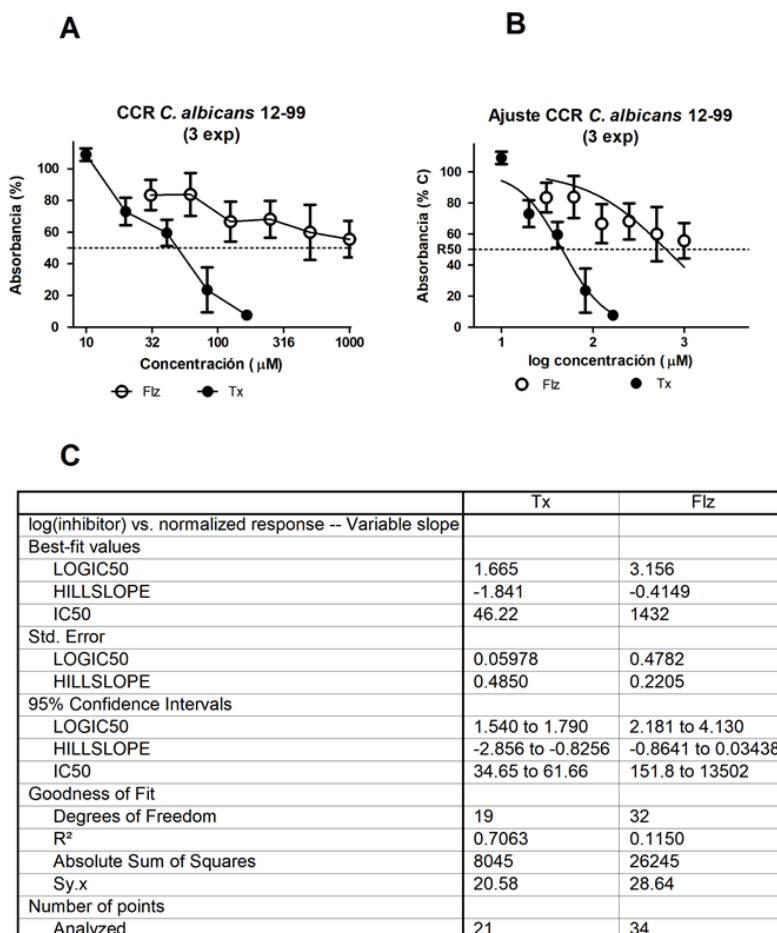 A
B
CCR C. albicans 12-99
(3 exp)
Absorbancia (%)
100
80
60
40
20
0
10
32
100
316
1000
Concentración ( μM)
Flz
Tx
Ajuste CCR C. albicans 12-99
(3 exp)
Absorbancia (% C)
100
80
60
R50
40
20
0
1
2
3
log concentración ( μM)
Flz
Tx
C
Tx Flz
log(inhibitor) vs. normalized response -- Variable slope
Best-fit values
LOGIC50 1.665 3.156
HILLSLOPE -1.841 -0.4149
IC50 46.22 1432
Std. Error
LOGIC50 0.05978 0.4782
HILLSLOPE 0.4850 0.2205
95% Confidence Intervals
LOGIC50 1.540 to 1.790 2.181 to 4.130
HILLSLOPE -2.856 to -0.8256 -0.8641 to 0.03438
IC50 34.65 to 61.66 151.8 to 13502
Goodness of Fit
Degrees of Freedom 19 32
R² 0.7063 0.1150
Absolute Sum of Squares 8045 26245
Sy.x 20.58 28.64
Number of points
Analyzed 21 34